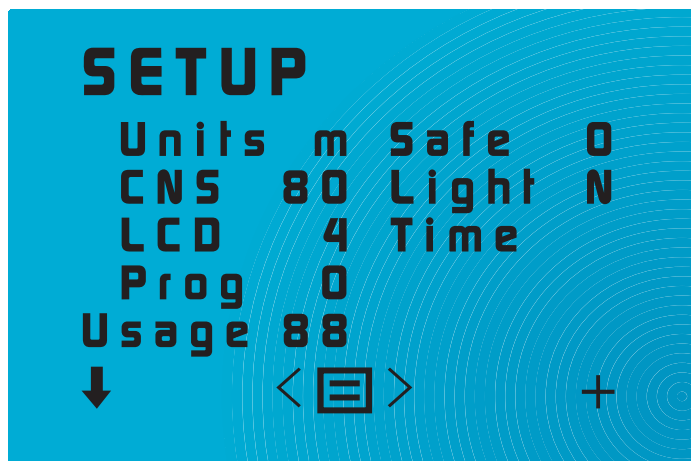 SETUP
Units m Safe 0
CNS 80 Light N
LCD 4 Time
Prog 0
Usage 88